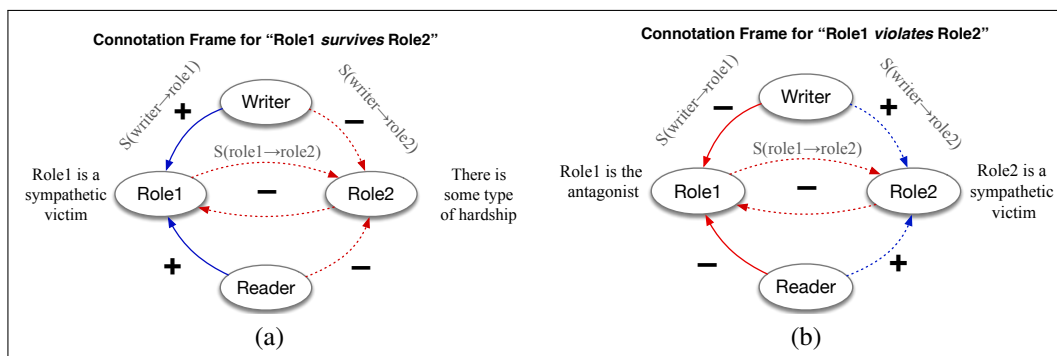 Connotation Frame for “Role1 survives Role2”
S(writer→role1)
S(writer→role2)
+
Writer
−
S(role1→role2)
Role1 is a
sympathetic
victim
Role1
−
Role2
There is
some type
of hardship
+
−
Reader
(a)
Connotation Frame for “Role1 violates Role2”
S(writer→role1)
S(writer→role2)
−
Writer
+
S(role1→role2)
Role1 is the
antagonist
Role1
−
Role2
Role2 is a
sympathetic
victim
−
+
Reader
(b)